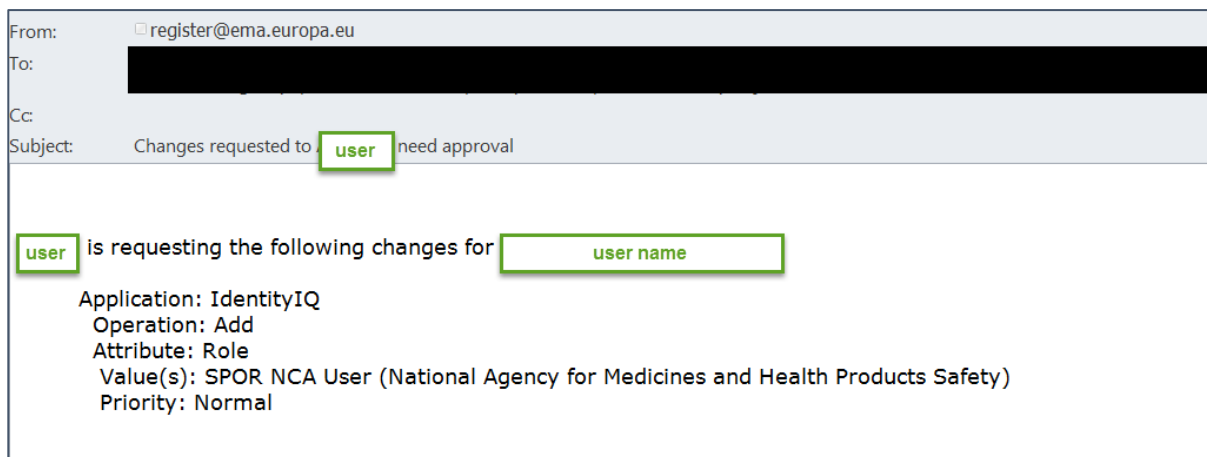 From: register@ema.europa.eu
To:
Cc:
Subject: Changes requested to user need approval
user is requesting the following changes for user name
Application: IdentityIQ
Operation: Add
Attribute: Role
Value(s): SPOR NCA User (National Agency for Medicines and Health Products Safety)
Priority: Normal